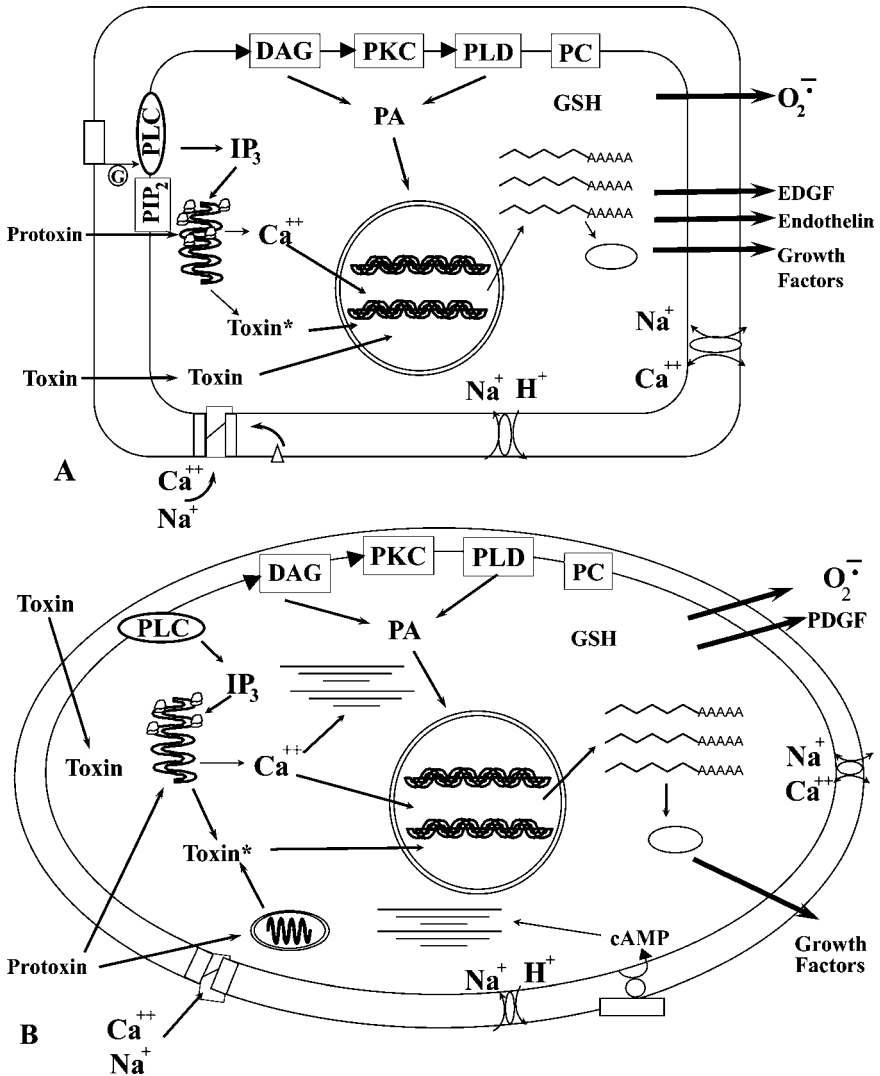 DAG PKC PLD PC
GSH
O₂⁻•
PA
PLC
IP₃
G
PIP₂
AAAAA
AAAAA
AAAAA
EDGF
Endothelin
Growth
Factors
Protoxin
Ca⁺⁺
Toxin*
Na⁺
Ca⁺⁺
Toxin
Toxin
Na⁺ H⁺
A
Ca⁺⁺
Na⁺
DAG PKC PLD PC
O₂⁻•
PDGF
Toxin
PLC
PA
GSH
IP₃
AAAAA
AAAAA
AAAAA
Toxin
Ca⁺⁺
Na⁺
Ca⁺⁺
Toxin*
cAMP
Protoxin
Growth
Factors
Na⁺ H⁺
B
Ca⁺⁺
Na⁺